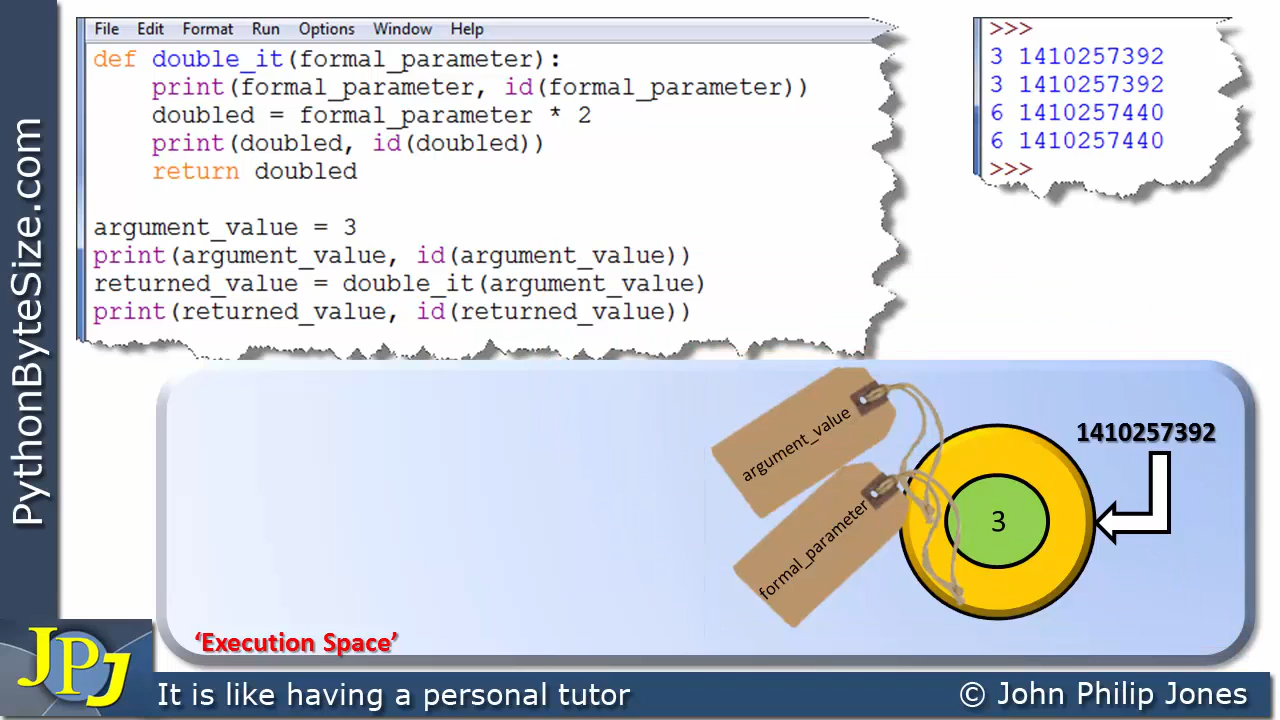 PythonByteSize.com
File Edit Format Run Options Window Help
def double_it(formal_parameter):
    print(formal_parameter, id(formal_parameter))
    doubled = formal_parameter * 2
    print(doubled, id(doubled))
    return doubled
argument_value = 3
print(argument_value, id(argument_value))
returned_value = double_it(argument_value)
print(returned_value, id(returned_value))
>>>
3 1410257392
3 1410257392
6 1410257440
6 1410257440
>>>
argument_value
formal_parameter
3
1410257392
‘Execution Space’
JPJ
It is like having a personal tutor
© John Philip Jones